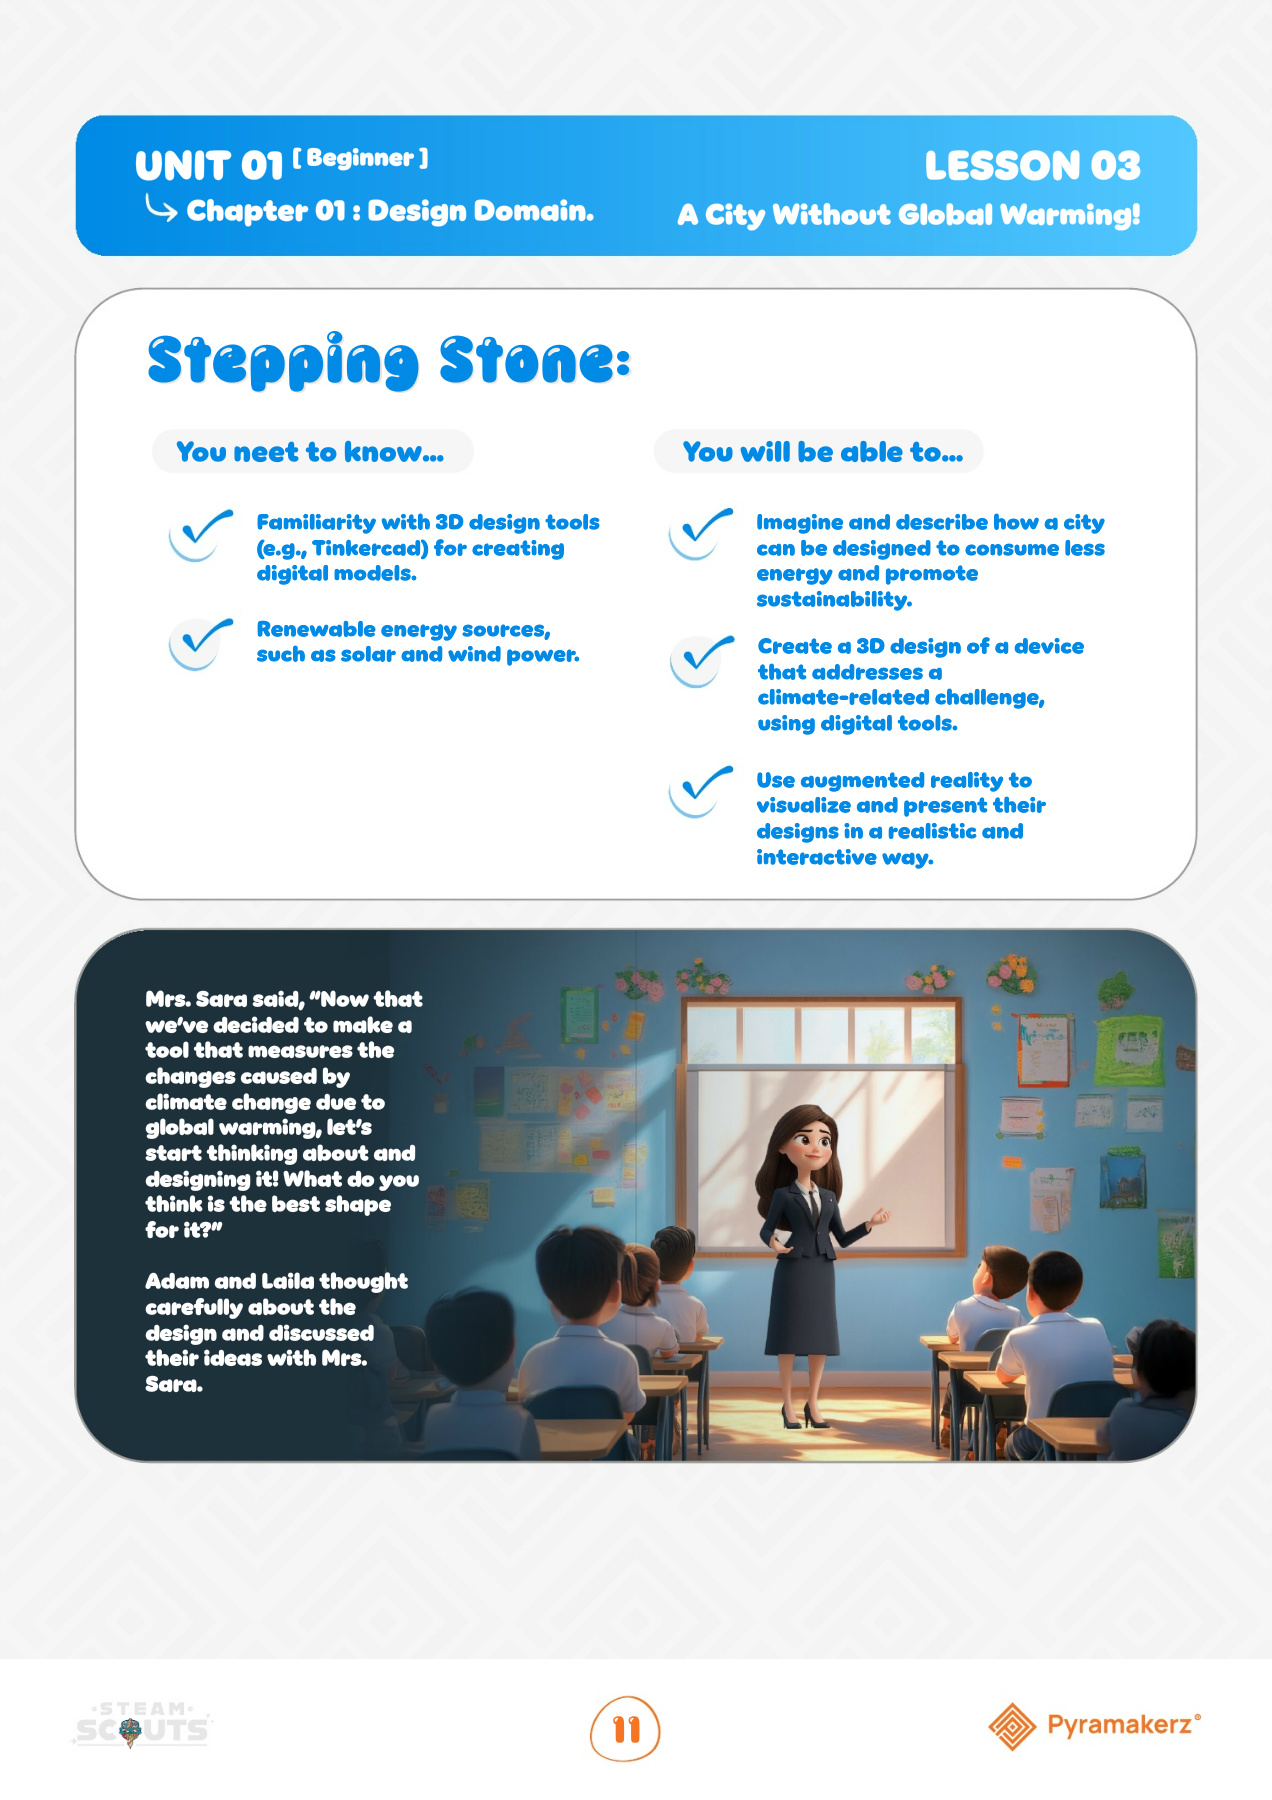 UNIT 01 [ Beginner ]
Chapter 01 : Design Domain.
LESSON 03
A City Without Global Warming!
Stepping Stone:
You neet to know...
Familiarity with 3D design tools
(e.g., Tinkercad) for creating
digital models.
Renewable energy sources,
such as solar and wind power.
You will be able to...
Imagine and describe how a city
can be designed to consume less
energy and promote
sustainability.
Create a 3D design of a device
that addresses a
climate-related challenge,
using digital tools.
Use augmented reality to
visualize and present their
designs in a realistic and
interactive way.
Mrs. Sara said, “Now that
we’ve decided to make a
tool that measures the
changes caused by
climate change due to
global warming, let’s
start thinking about and
designing it! What do you
think is the best shape
for it?”
Adam and Laila thought
carefully about the
design and discussed
their ideas with Mrs.
Sara.
STEAM
SCOUTS
11
Pyramakerz®